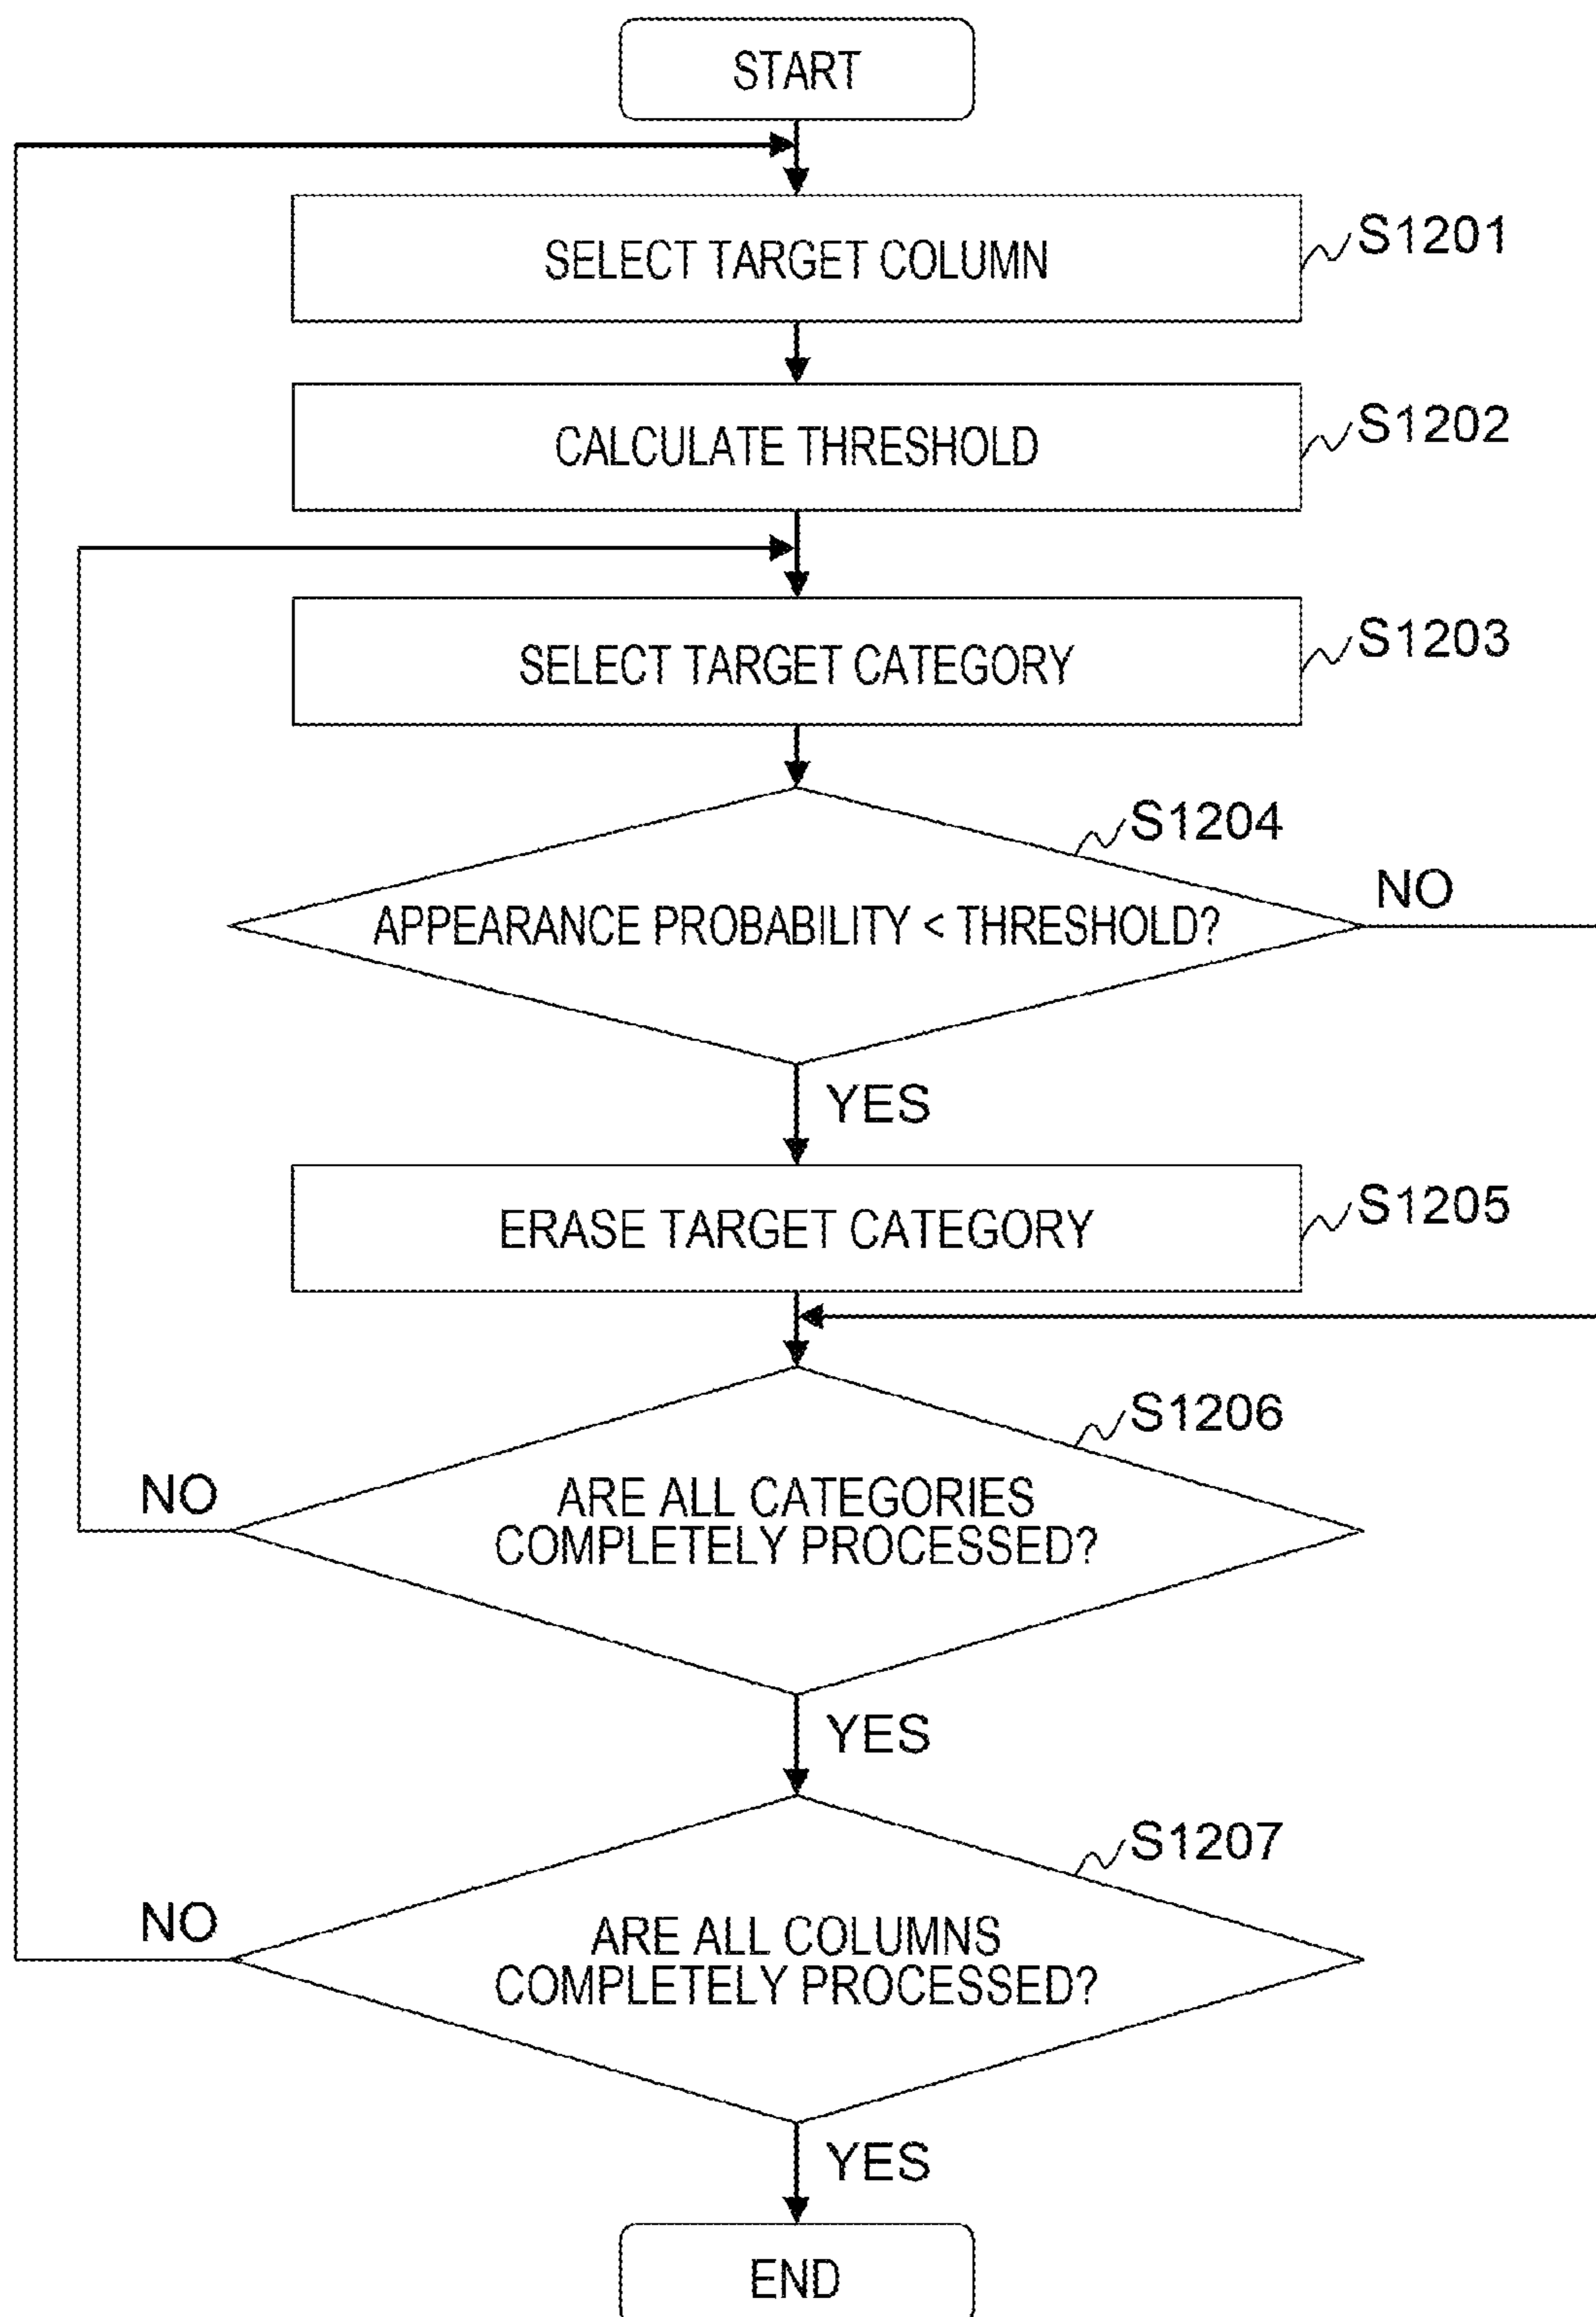 START
SELECT TARGET COLUMN
S1201
CALCULATE THRESHOLD
S1202
SELECT TARGET CATEGORY
S1203
S1204
APPEARANCE PROBABILITY < THRESHOLD?
NO
YES
ERASE TARGET CATEGORY
S1205
S1206
ARE ALL CATEGORIES
COMPLETELY PROCESSED?
NO
YES
S1207
ARE ALL COLUMNS
COMPLETELY PROCESSED?
NO
YES
END